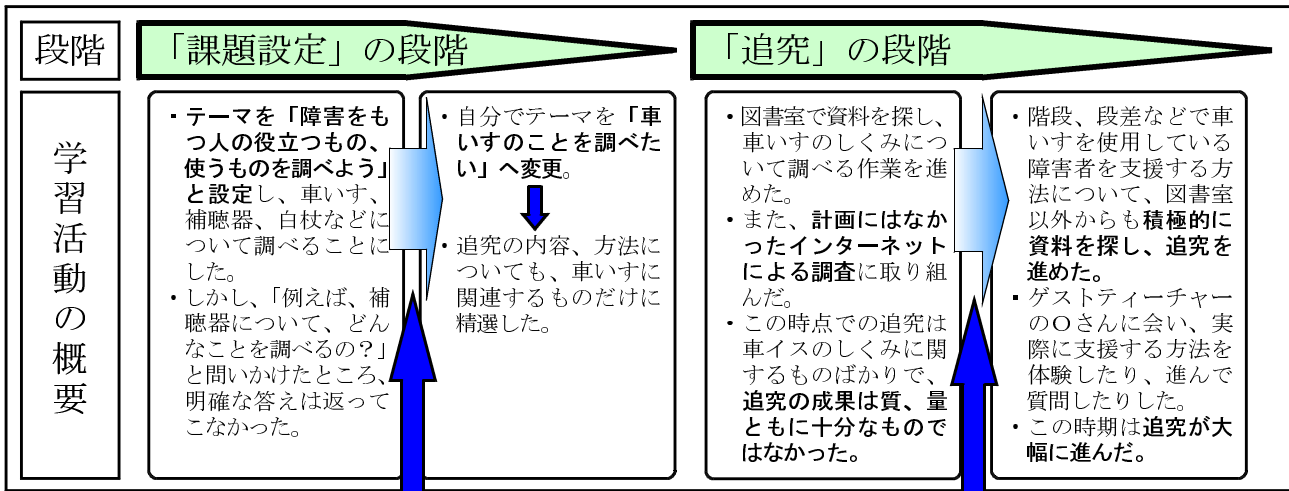 段階
「課題設定」の段階
「追究」の段階
学習活動の概要
・テーマを「障害をも
つ人の役立つもの、
使うものを調べよう」
と設定し、車いす、
補聴器、白杖などに
ついて調べることに
した。
・しかし、「例えば、補
聴器について、どん
なことを調べるの？」
と問いかけたところ、
明確な答えは返って
こなかった。
・自分でテーマを「車
いすのことを調べた
い」へ変更。
・追究の内容、方法に
ついても、車いすに
関連するものだけに
精選した。
・図書室で資料を探し、
車いすのしくみにつ
いて調べる作業を進
めた。
・また、計画にはなか
ったインターネット
による調査に取り組
んだ。
・この時点での追究は
車イスのしくみに関
するものばかりで、
追究の成果は質、量
ともに十分なもので
はなかった。
・階段、段差などで車
いすを使用している
障害者を支援する方
法について、図書室
以外からも積極的に
資料を探し、追究を
進めた。
・ゲストティーチャー
のOさんに会い、実
際に支援する方法を
体験したり、進んで
質問したりした。
・この時期は追究が大
幅に進んだ。